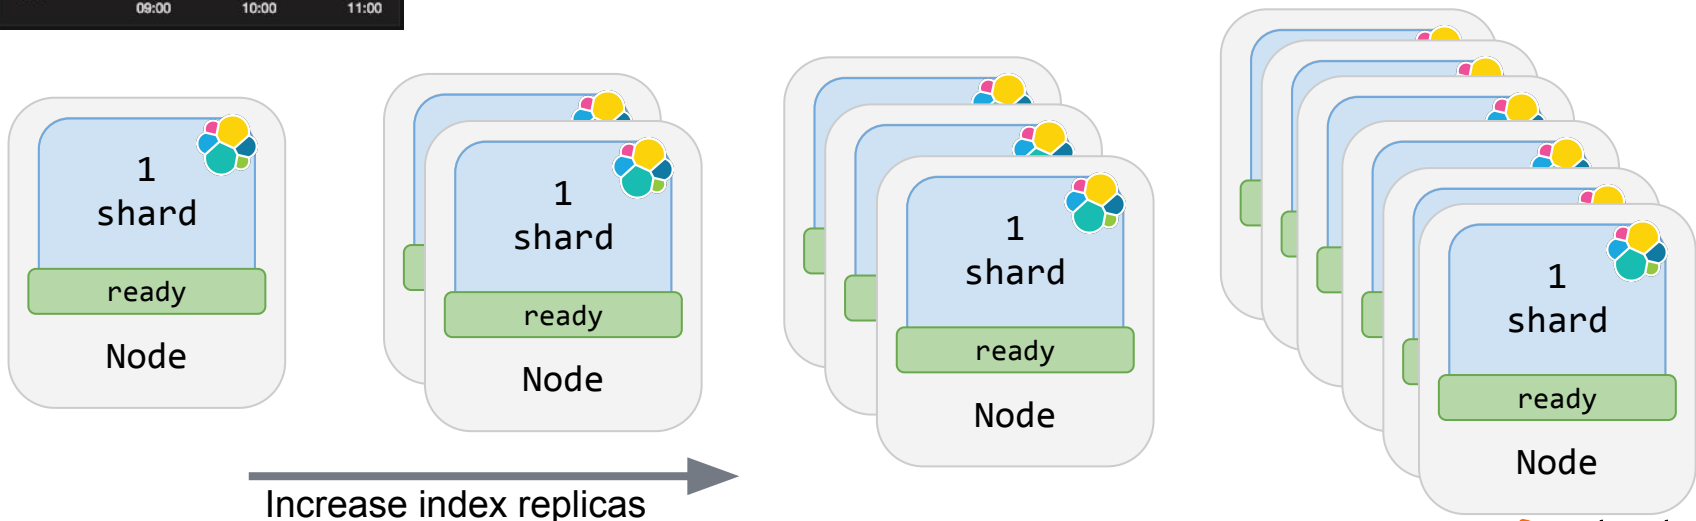 09:00 10:00 11:00
1
shard
ready
Node
1
shard
ready
Node
1
shard
ready
Node
1
shard
ready
Node
Increase index replicas